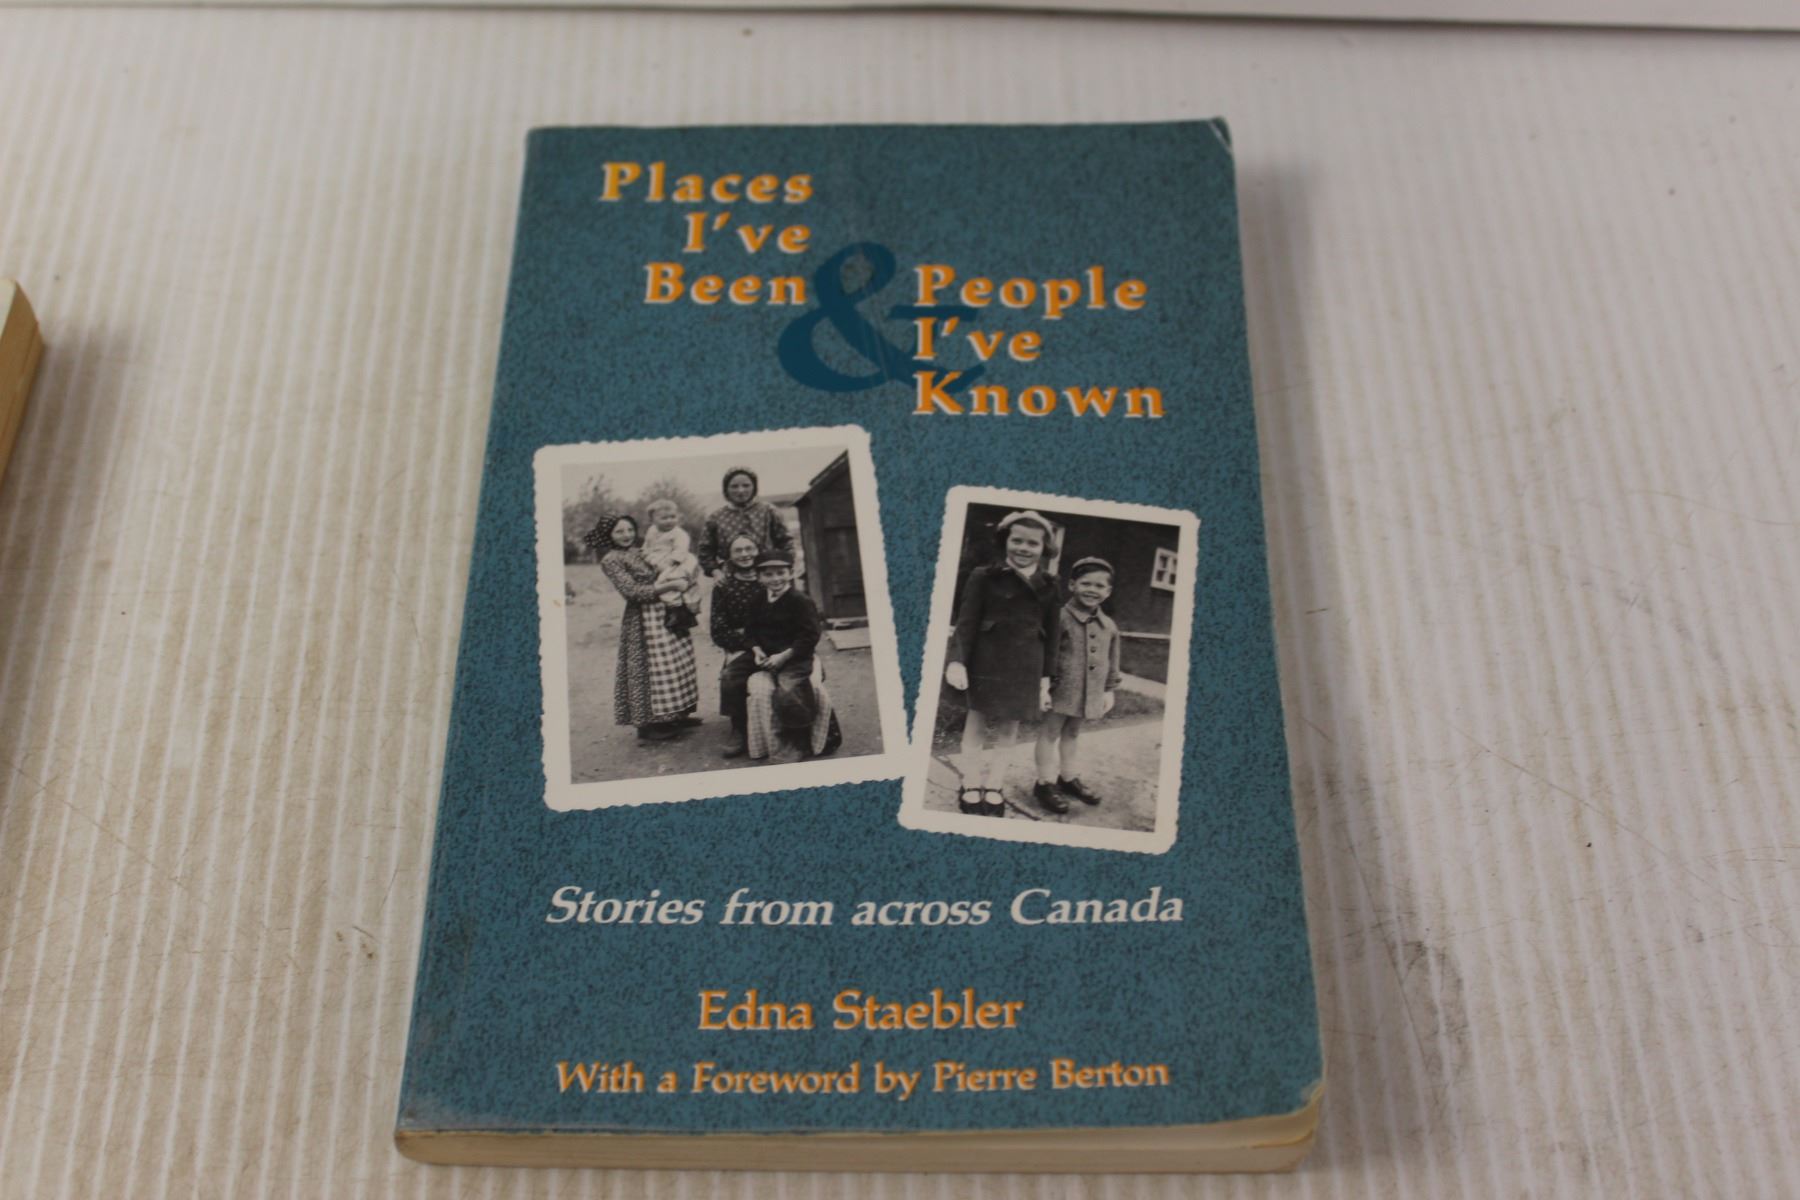 Places
I've
Been
&
People
I've
Known
Stories from across Canada
Edna Staebler
With a Foreword by Pierre Berton